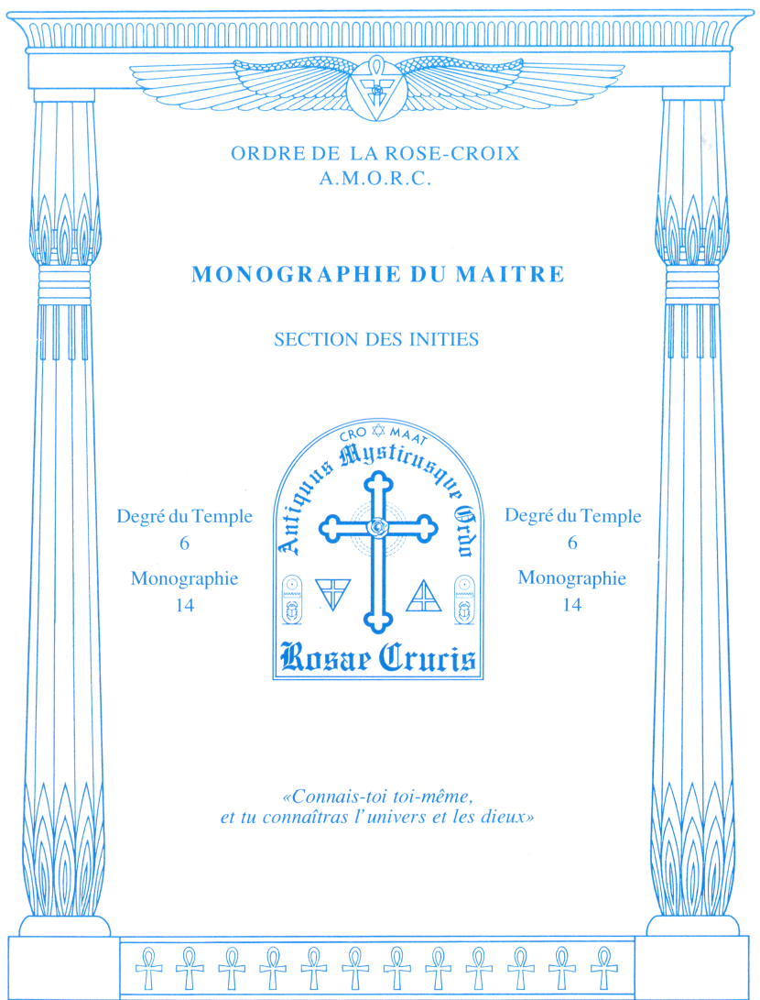 ORDRE DE LA ROSE-CROIX
A.M.O.R.C.
MONOGRAPHIE DU MAITRE
SECTION DES INITIES
CRO MAAT
Antiquus Mysticusque Ordo
Rosae Crucis
Degré du Temple
6
Monographie
14
Degré du Temple
6
Monographie
14
«Connais-toi toi-même,
et tu connaîtras l'univers et les dieux»